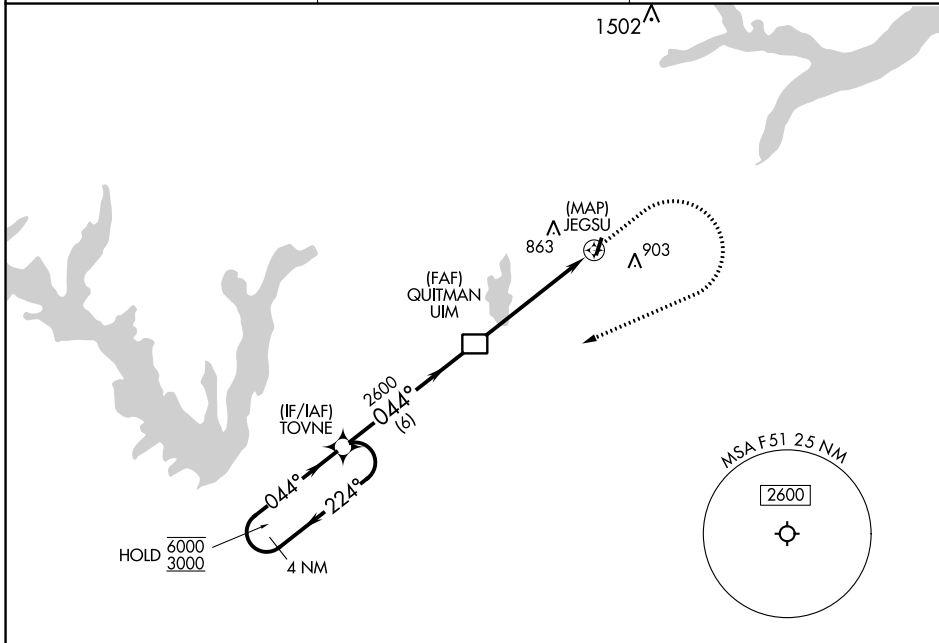 1502
(MAP)
JEGSU
863
903
(FAF)
QUITMAN
UIM
2600
044°
(6)
(IF/IAF)
TOVNE
044°
224°
HOLD 6000
3000
4 NM
MSA F51 25 NM
2600